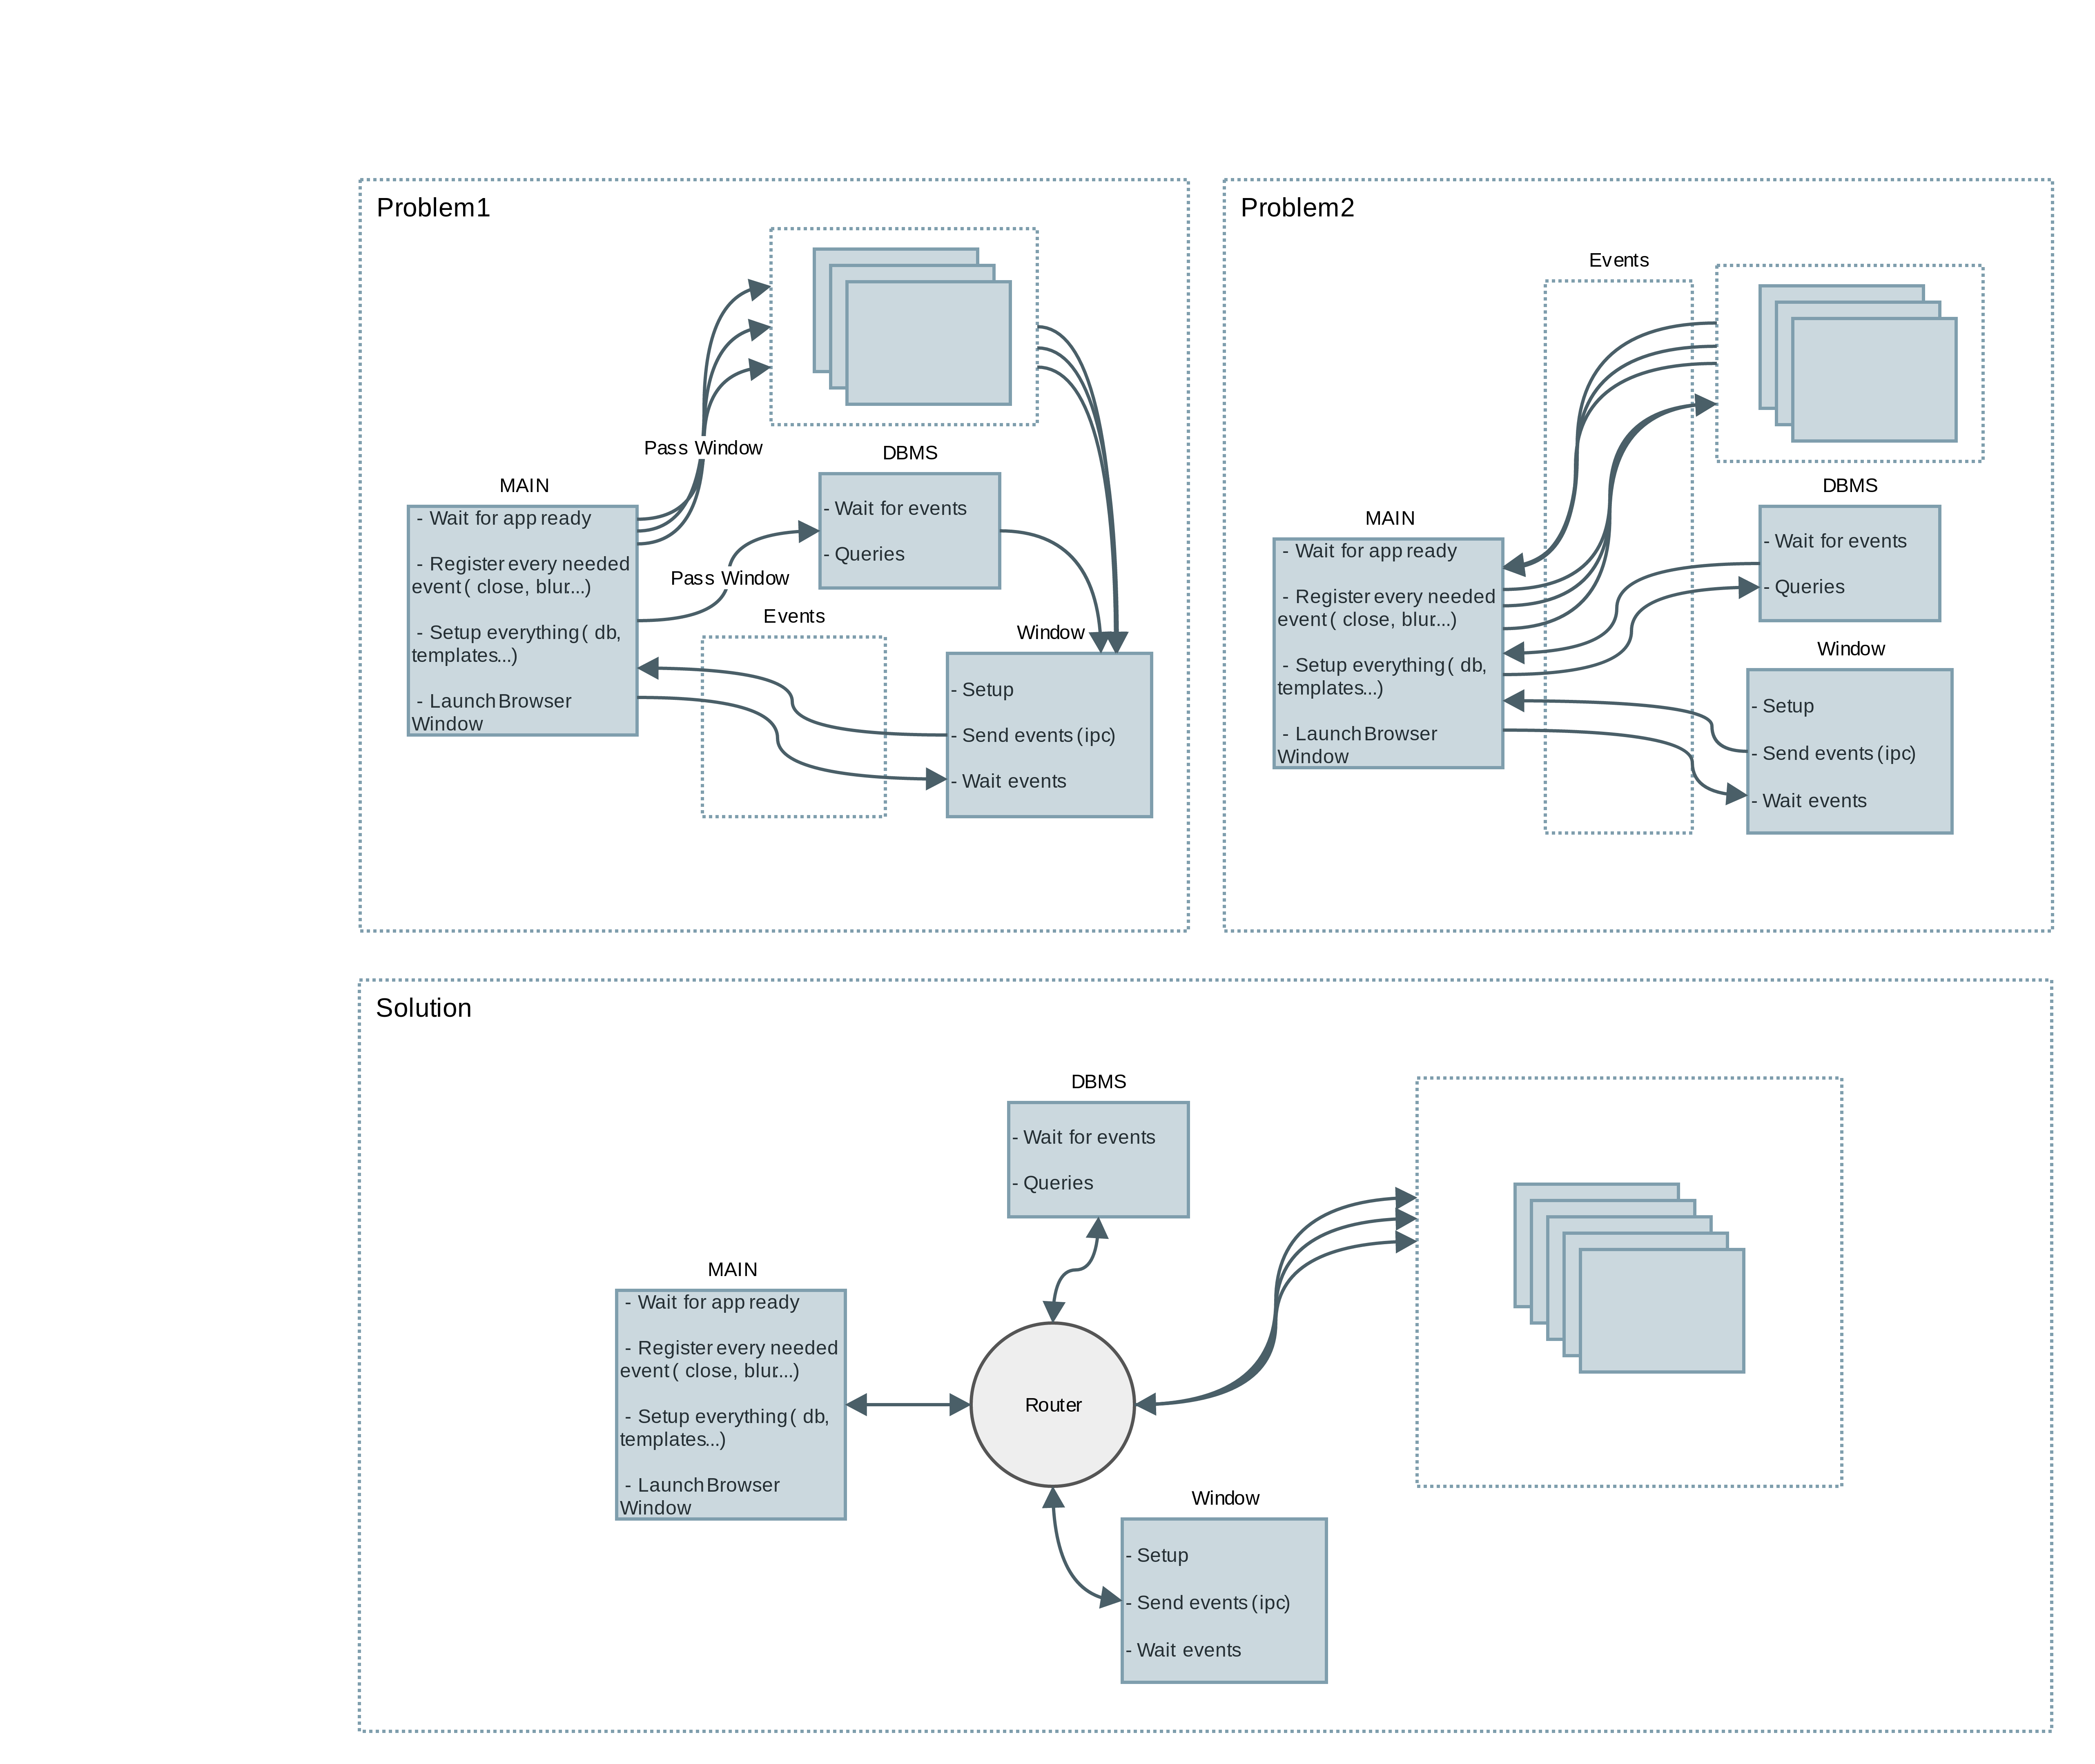 Problem1
Pass Window
MAIN
- Wait for app ready
- Register every needed
event ( close, blur...)
- Setup everything ( db,
templates...)
- Launch Browser
Window
DBMS
- Wait for events
- Queries
Pass Window
Events
Window
- Setup
- Send events (ipc)
- Wait events
Problem2
Events
MAIN
- Wait for app ready
- Register every needed
event ( close, blur...)
- Setup everything ( db,
templates...)
- Launch Browser
Window
DBMS
- Wait for events
- Queries
Window
- Setup
- Send events (ipc)
- Wait events
Solution
DBMS
- Wait for events
- Queries
MAIN
- Wait for app ready
- Register every needed
event ( close, blur...)
- Setup everything ( db,
templates...)
- Launch Browser
Window
Router
Window
- Setup
- Send events (ipc)
- Wait events